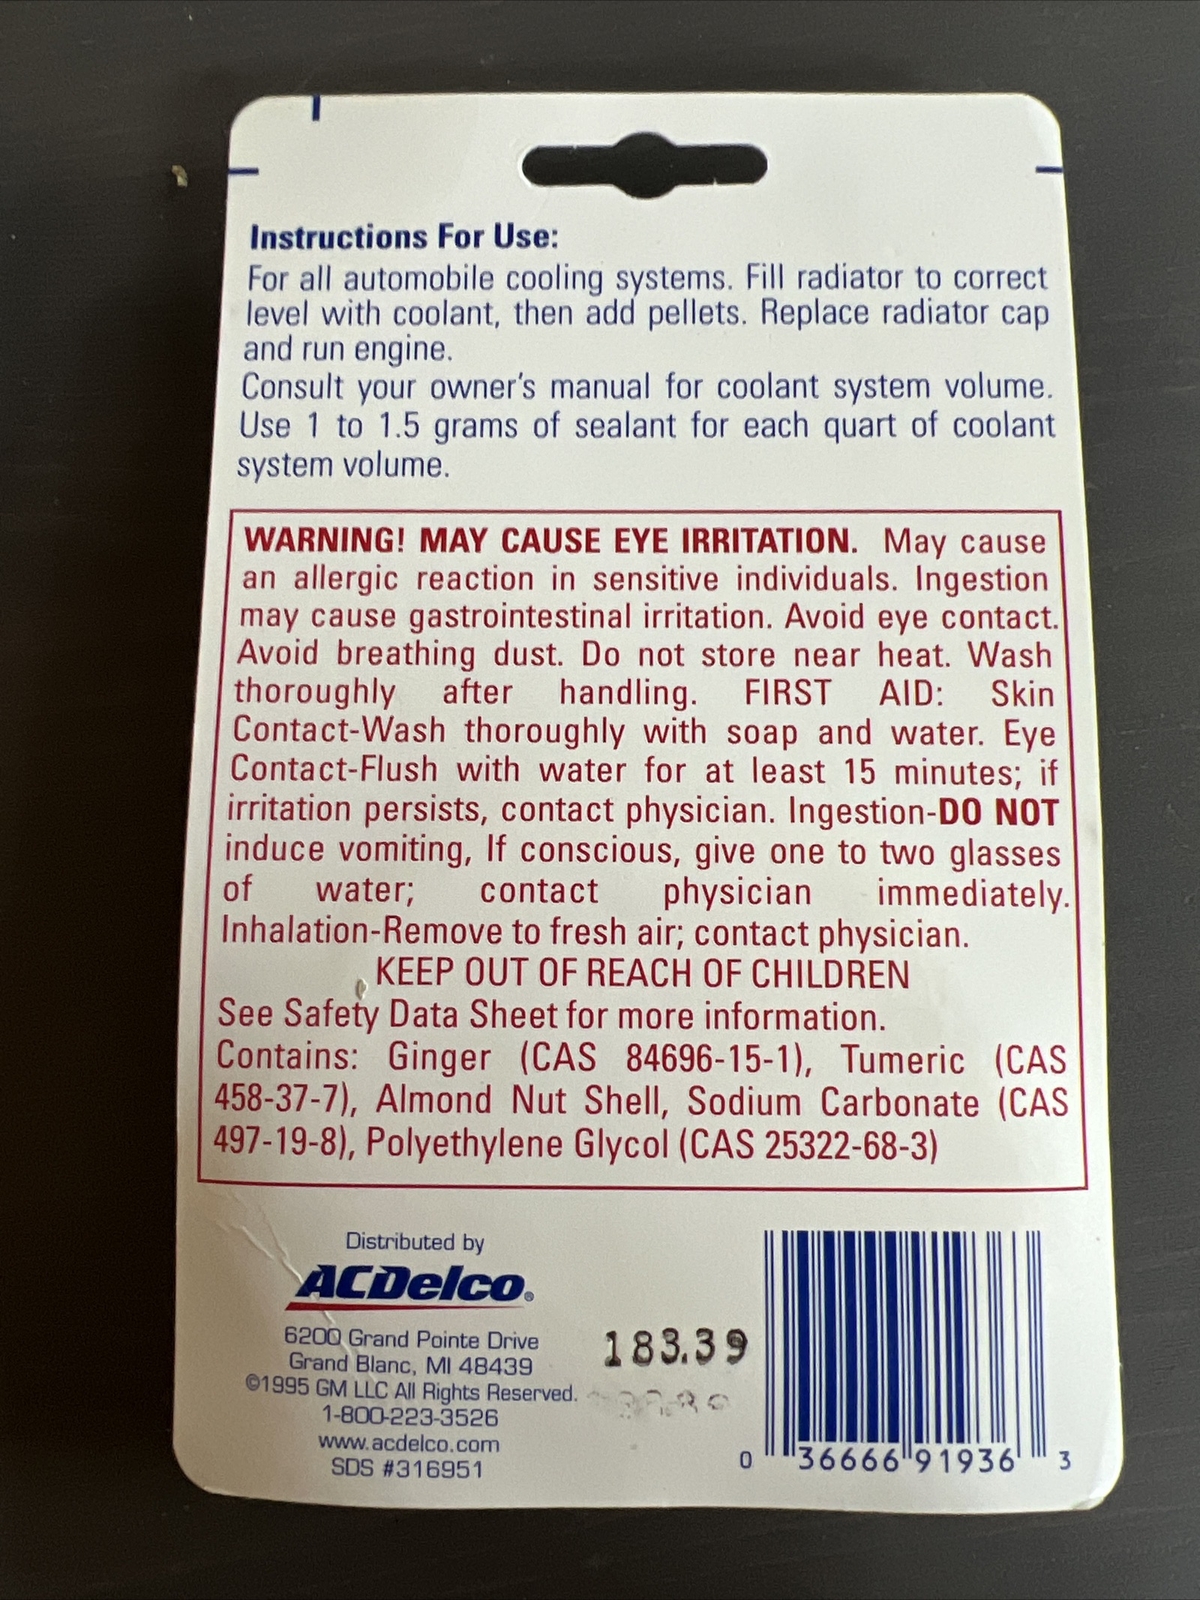 Instructions For Use:
For all automobile cooling systems. Fill radiator to correct
level with coolant, then add pellets. Replace radiator cap
and run engine.
Consult your owner's manual for coolant system volume.
Use 1 to 1.5 grams of sealant for each quart of coolant
system volume.
WARNING! MAY CAUSE EYE IRRITATION. May cause
an allergic reaction in sensitive individuals. Ingestion
may cause gastrointestinal irritation. Avoid eye contact.
Avoid breathing dust. Do not store near heat. Wash
thoroughly after handling. FIRST AID: Skin
Contact-Wash thoroughly with soap and water. Eye
Contact-Flush with water for at least 15 minutes; if
irritation persists, contact physician. Ingestion-DO NOT
induce vomiting, If conscious, give one to two glasses
of water; contact physician immediately.
Inhalation-Remove to fresh air; contact physician.
KEEP OUT OF REACH OF CHILDREN
See Safety Data Sheet for more information.
Contains: Ginger (CAS 84696-15-1), Tumeric (CAS
458-37-7), Almond Nut Shell, Sodium Carbonate (CAS
497-19-8), Polyethylene Glycol (CAS 25322-68-3)
Distributed by
ACDelco®
6200 Grand Pointe Drive
Grand Blanc, MI 48439
©1995 GM LLC All Rights Reserved.
1-800-223-3526
www.acdelco.com
SDS #316951
183.39
0 36666 91936 3